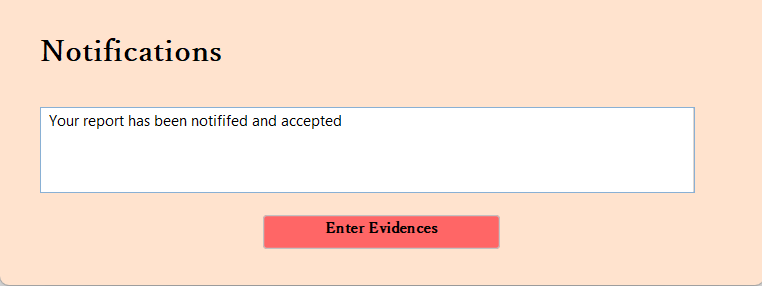 Notifications
Your report has been notififed and accepted
Enter Evidences